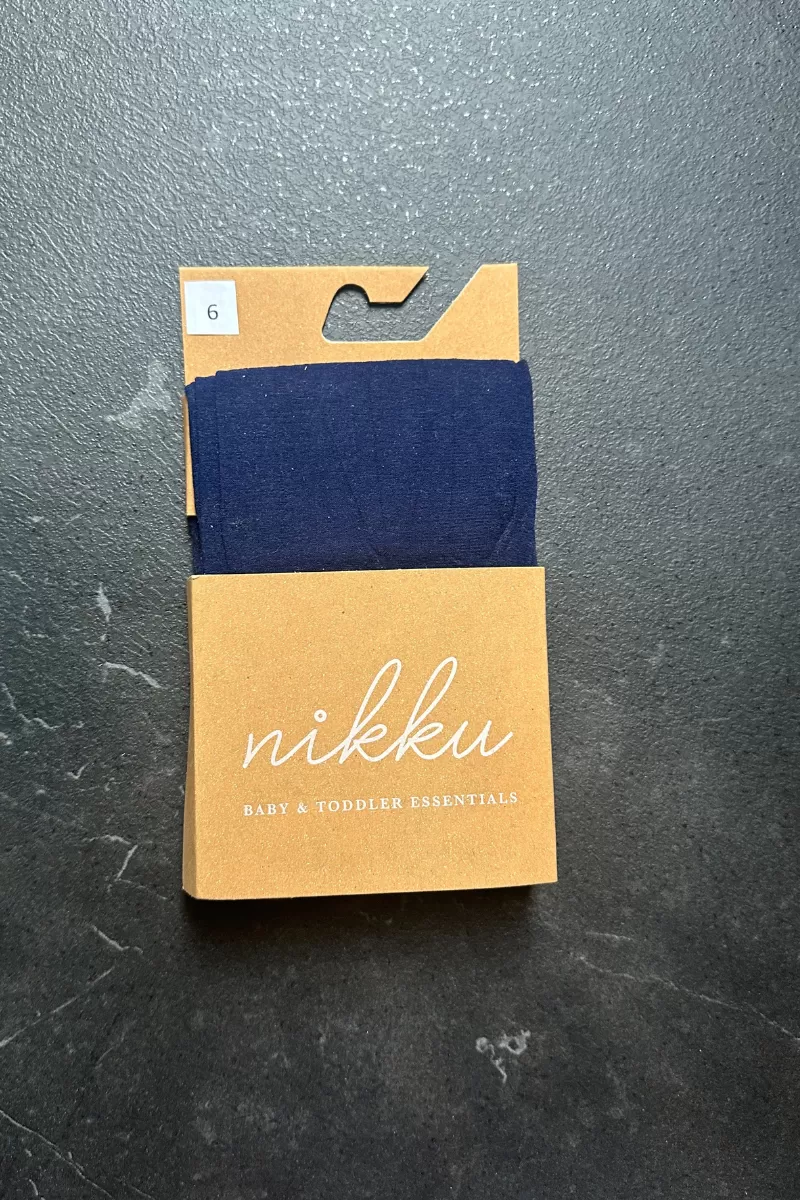 6
nikku
BABY & TODDLER ESSENTIALS